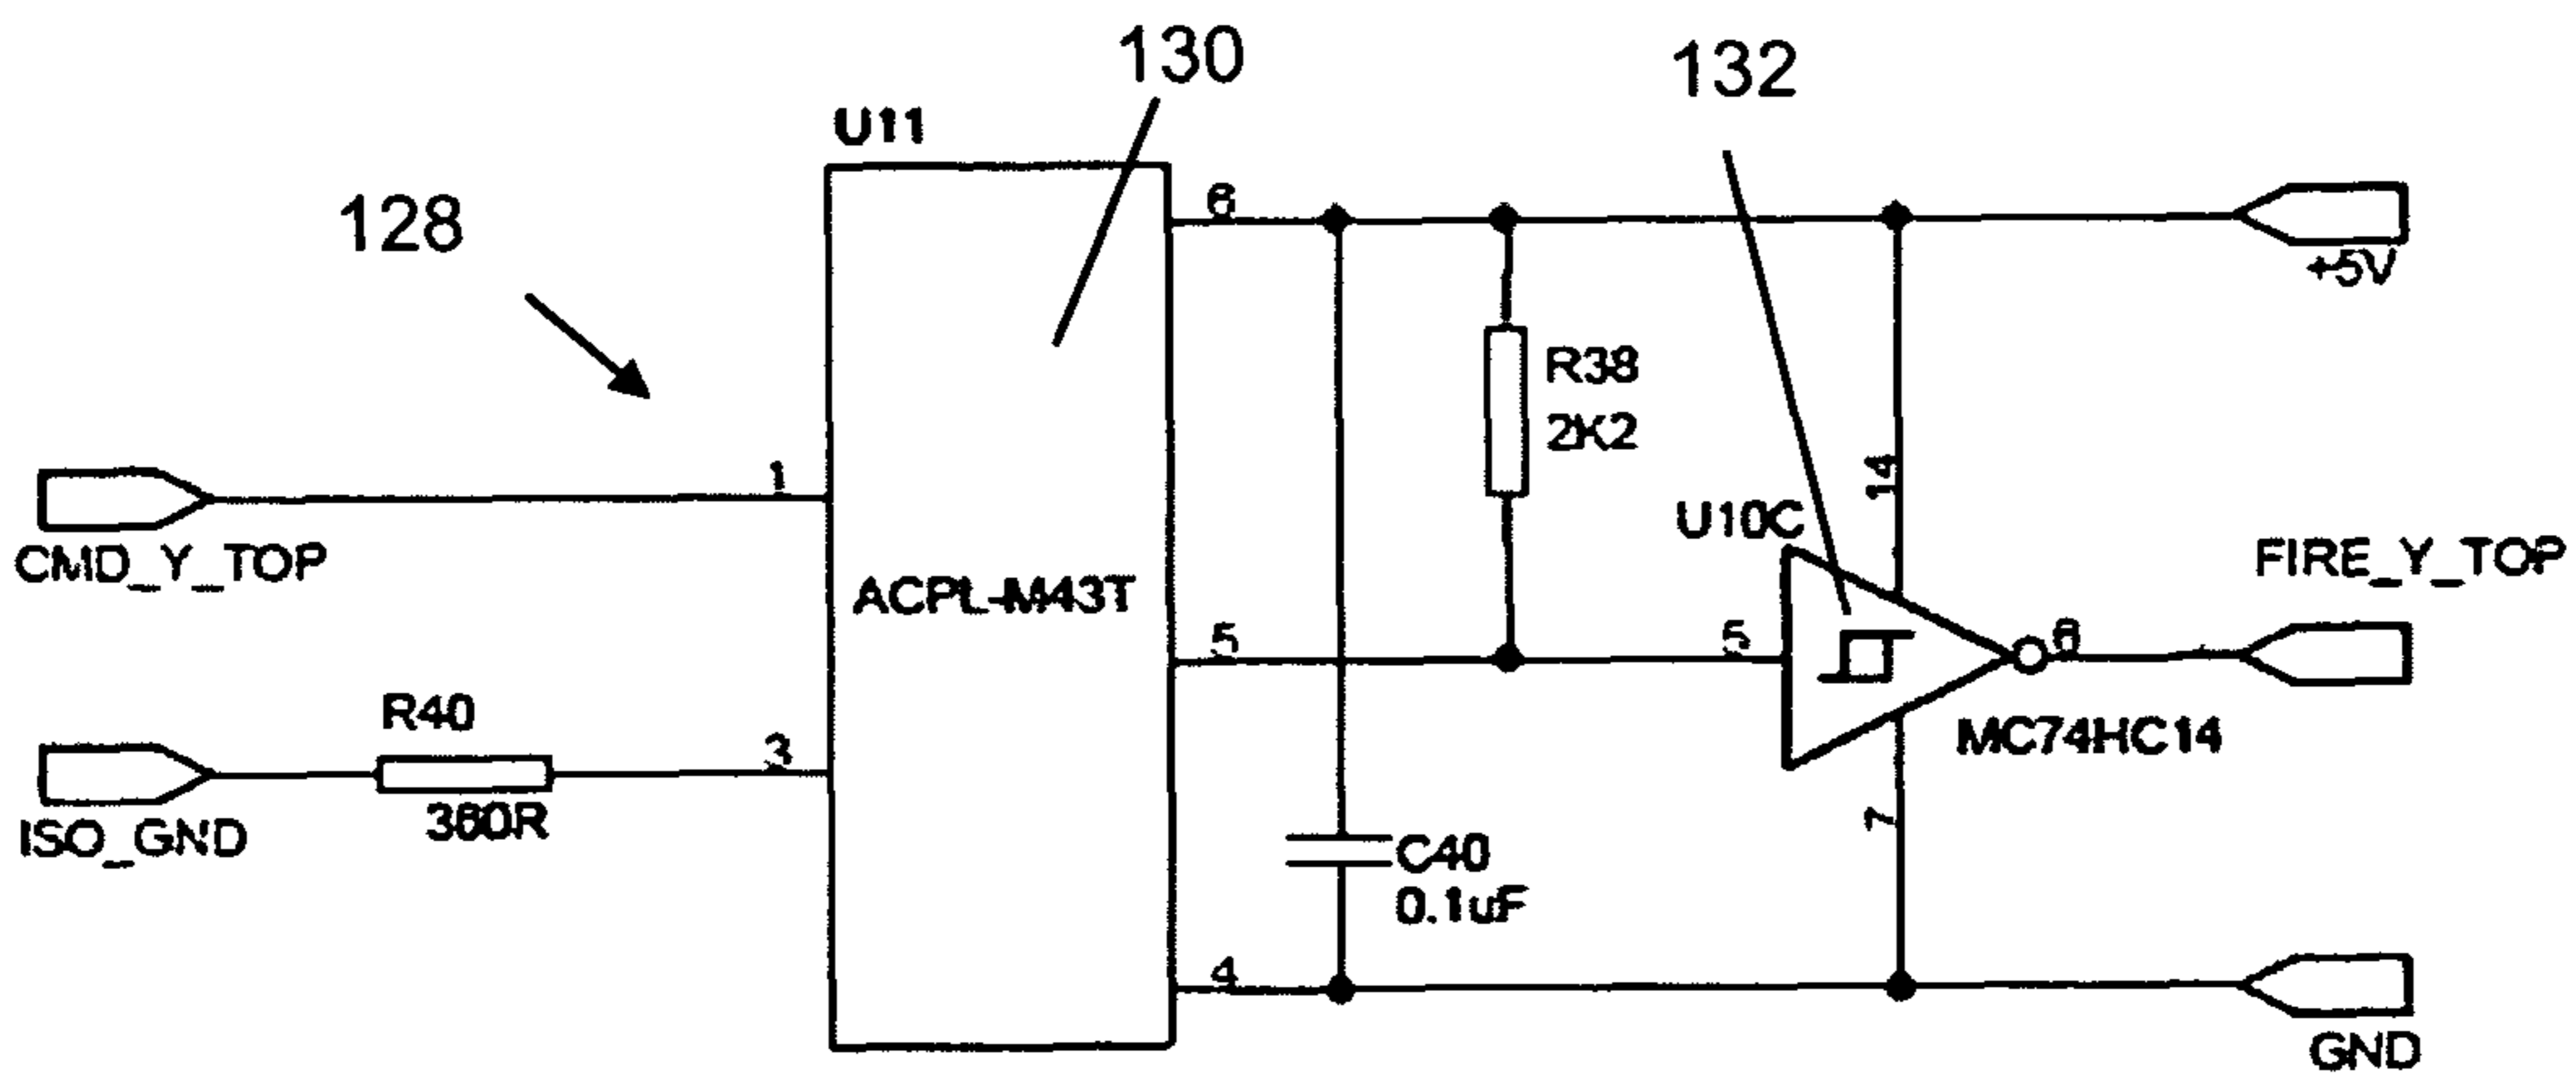 130
132
U11
128
6
+5V
R38
2K2
14
1
U10C
CMD_Y_TOP
ACPL-M43T
FIRE_Y_TOP
5
5
6
R40
3
MC74HC14
ISO_GND
7
C40
0.1uF
4
GND